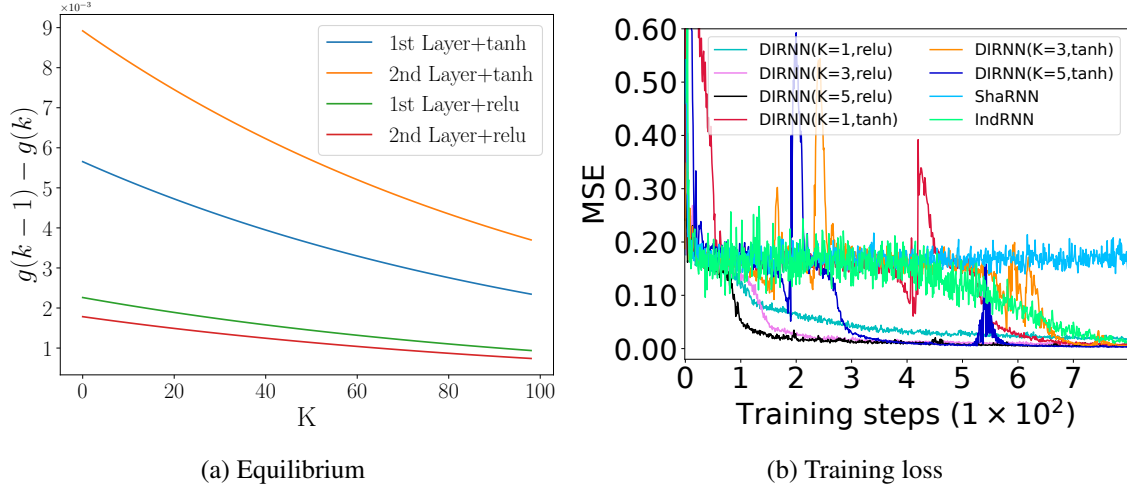 ×10⁻³
9
8
7
6
5
4
3
2
1
g(k − 1) − g(k)
1st Layer+tanh
2nd Layer+tanh
1st Layer+relu
2nd Layer+relu
0 20 40 60 80 100
K
(a) Equilibrium
0.60
0.50
0.40
0.30
0.20
0.10
0.00
MSE
DIRNN(K=1,relu)
DIRNN(K=3,relu)
DIRNN(K=5,relu)
DIRNN(K=1,tanh)
DIRNN(K=3,tanh)
DIRNN(K=5,tanh)
ShaRNN
IndRNN
0 1 2 3 4 5 6 7
Training steps (1 × 10²)
(b) Training loss